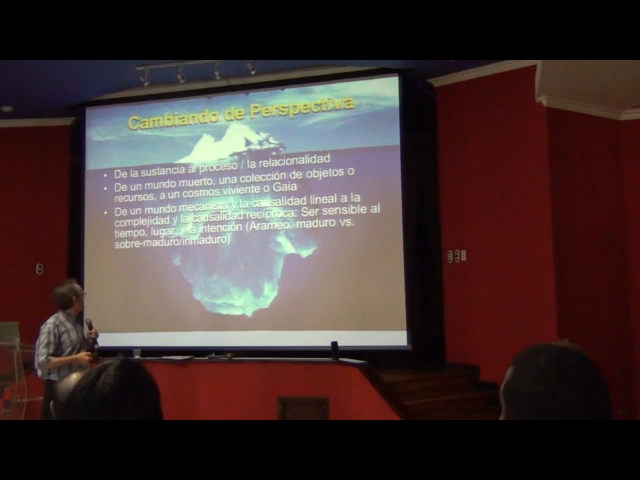 Cambiando de Perspectiva
• De la sustancia al proceso / la relacionalidad
• De un mundo muerto, una colección de objetos o
recursos, a un cosmos viviente o Gaia
• De un mundo mecanista y la causalidad lineal a la
complejidad y la causalidad recíproca: Ser sensible al
tiempo, lugar, y la intención (Arameo: maduro vs.
sobre-maduro/inmaduro)